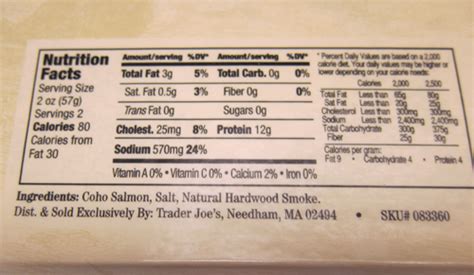 Nutrition Facts
Serving Size
2 oz (57g)
Servings 2
Calories 80
Calories from
Fat 30
Amount/serving %DV* Amount/serving %DV*
Total Fat 3g 5% Total Carb. 0g 0%
Sat. Fat 0.5g 3% Fiber 0g 0%
Trans Fat 0g Sugars 0g
Cholest. 25mg 8% Protein 12g
Sodium 570mg 24%
Vitamin A 0% • Vitamin C 0% • Calcium 2% • Iron 0%
*Percent Daily Values are based on a 2,000
calorie diet. Your daily values may be higher or
lower depending on your calorie needs:
Calories 2,000 2,500
Total Fat Less than 65g 80g
Sat Fat Less than 20g 25g
Cholesterol Less than 300mg 300mg
Sodium Less than 2,400mg 2,400mg
Total Carbohydrate 300g 375g
Fiber 25g 30g
Calories per gram:
Fat 9 • Carbohydrate 4 • Protein 4
Ingredients: Coho Salmon, Salt, Natural Hardwood Smoke.
Dist. & Sold Exclusively By: Trader Joe's, Needham, MA 02494 • SKU# 083360